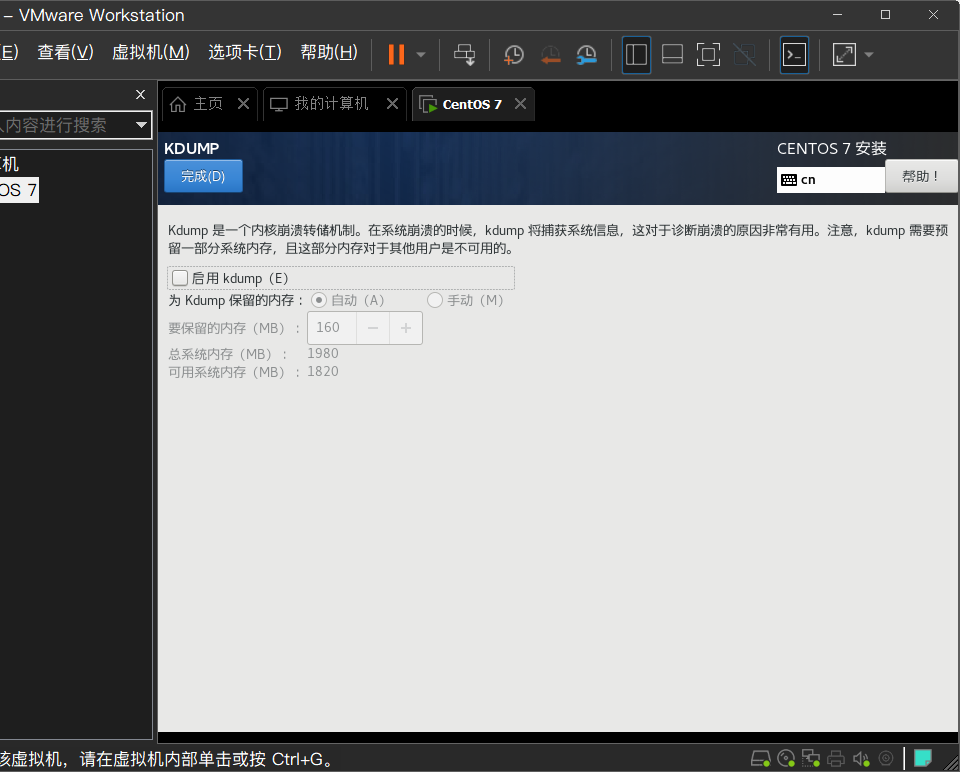 – VMware Workstation
(E) 查看(V) 虚拟机(M) 选项卡(T) 帮助(H)
主页 我的计算机 CentOS 7
内容进行搜索
机
OS 7
KDUMP
CENTOS 7 安装
完成(D)
cn
帮助！
Kdump 是一个内核崩溃转储机制。在系统崩溃的时候，kdump 将捕获系统信息，这对于诊断崩溃的原因非常有用。注意，kdump 需要预
留一部分系统内存，且这部分内存对于其他用户是不可用的。
启用 kdump（E）
为 Kdump 保留的内存： 自动（A） 手动（M）
要保留的内存（MB）： 160 − +
总系统内存（MB）： 1980
可用系统内存（MB）： 1820
该虚拟机，请在虚拟机内部单击或按 Ctrl+G。